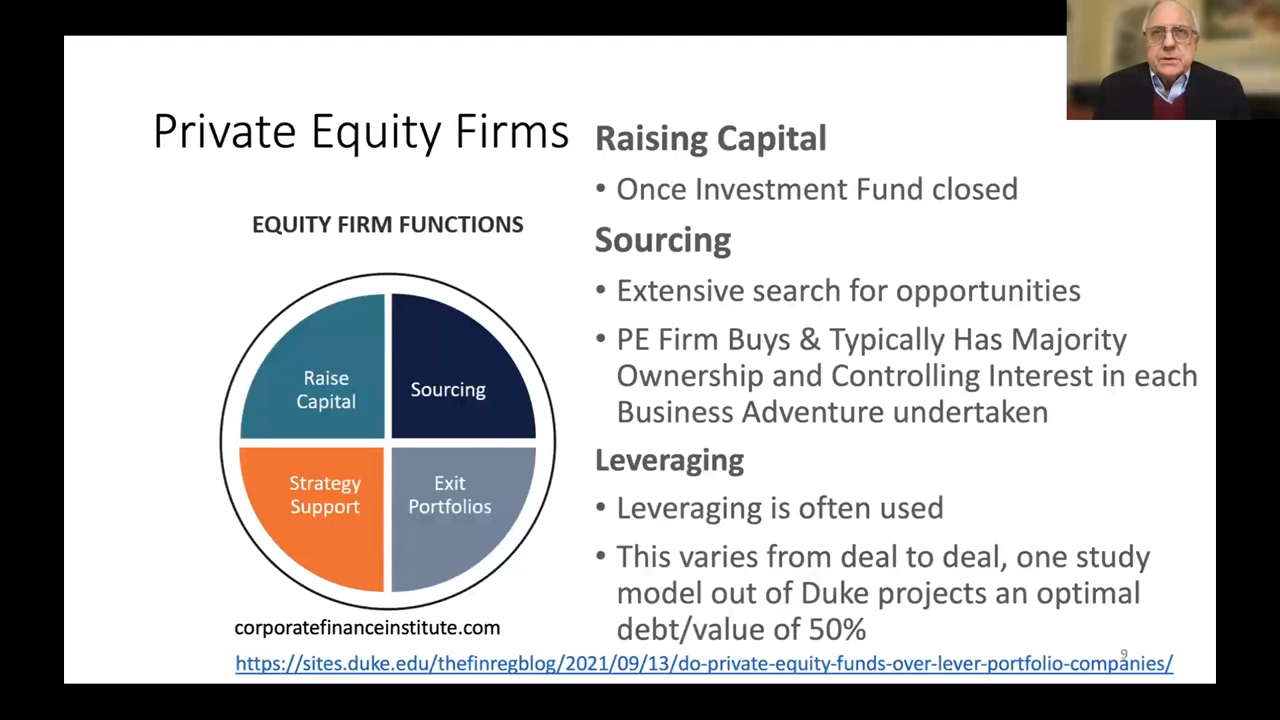 Private Equity Firms
EQUITY FIRM FUNCTIONS
Raise
Capital
Sourcing
Strategy
Support
Exit
Portfolios
corporatefinanceinstitute.com
Raising Capital
• Once Investment Fund closed
Sourcing
• Extensive search for opportunities
• PE Firm Buys & Typically Has Majority
Ownership and Controlling Interest in each
Business Adventure undertaken
Leveraging
• Leveraging is often used
• This varies from deal to deal, one study
model out of Duke projects an optimal
debt/value of 50%
9
https://sites.duke.edu/thefinregblog/2021/09/13/do-private-equity-funds-over-lever-portfolio-companies/